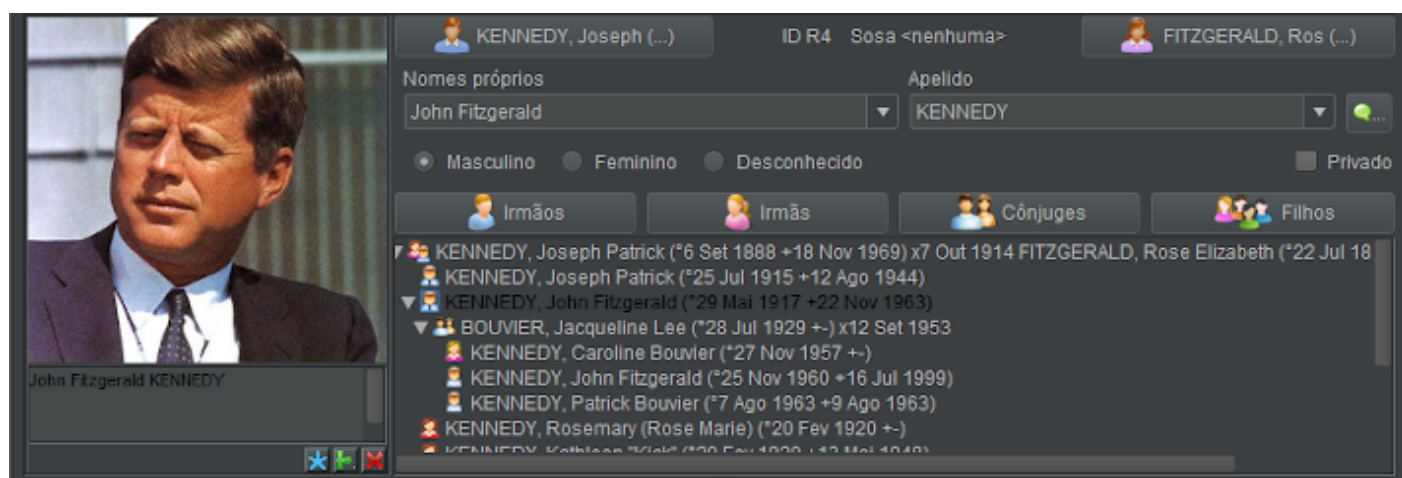 KENNEDY, Joseph (...)
ID R4 Sosa <nenhuma>
FITZGERALD, Ros (...)
Nomes próprios
Apelido
John Fitzgerald
KENNEDY
...
Masculino Feminino Desconhecido
Privado
Irmãos
Irmãs
Cônjuges
Filhos
KENNEDY, Joseph Patrick (°6 Set 1888 +18 Nov 1969) x7 Out 1914 FITZGERALD, Rose Elizabeth (°22 Jul 18
KENNEDY, Joseph Patrick (°25 Jul 1915 +12 Ago 1944)
KENNEDY, John Fitzgerald (°29 Mai 1917 +22 Nov 1963)
BOUVIER, Jacqueline Lee (°28 Jul 1929 +-) x12 Set 1953
KENNEDY, Caroline Bouvier (°27 Nov 1957 +-)
KENNEDY, John Fitzgerald (°25 Nov 1960 +16 Jul 1999)
KENNEDY, Patrick Bouvier (°7 Ago 1963 +9 Ago 1963)
KENNEDY, Rosemary (Rose Marie) (°20 Fev 1920 +-)
KENNEDY, Kathleen "Kick"
John Fitzgerald KENNEDY